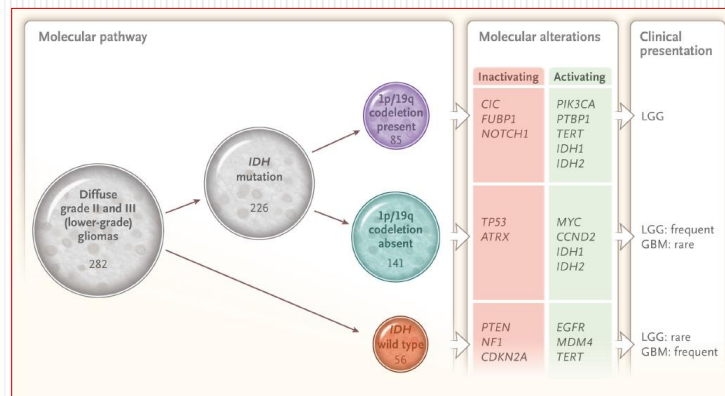 Molecular pathway
Molecular alterations
Clinical
presentation
Inactivating
Activating
Diffuse
grade II and III
(lower-grade)
gliomas
282
IDH
mutation
226
1p/19q
codeletion
present
85
CIC
FUBP1
NOTCH1
PIK3CA
PTBP1
TERT
IDH1
IDH2
LGG
1p/19q
codeletion
absent
141
TP53
ATRX
MYC
CCND2
IDH1
IDH2
LGG: frequent
GBM: rare
IDH
wild type
56
PTEN
NF1
CDKN2A
EGFR
MDM4
TERT
LGG: rare
GBM: frequent